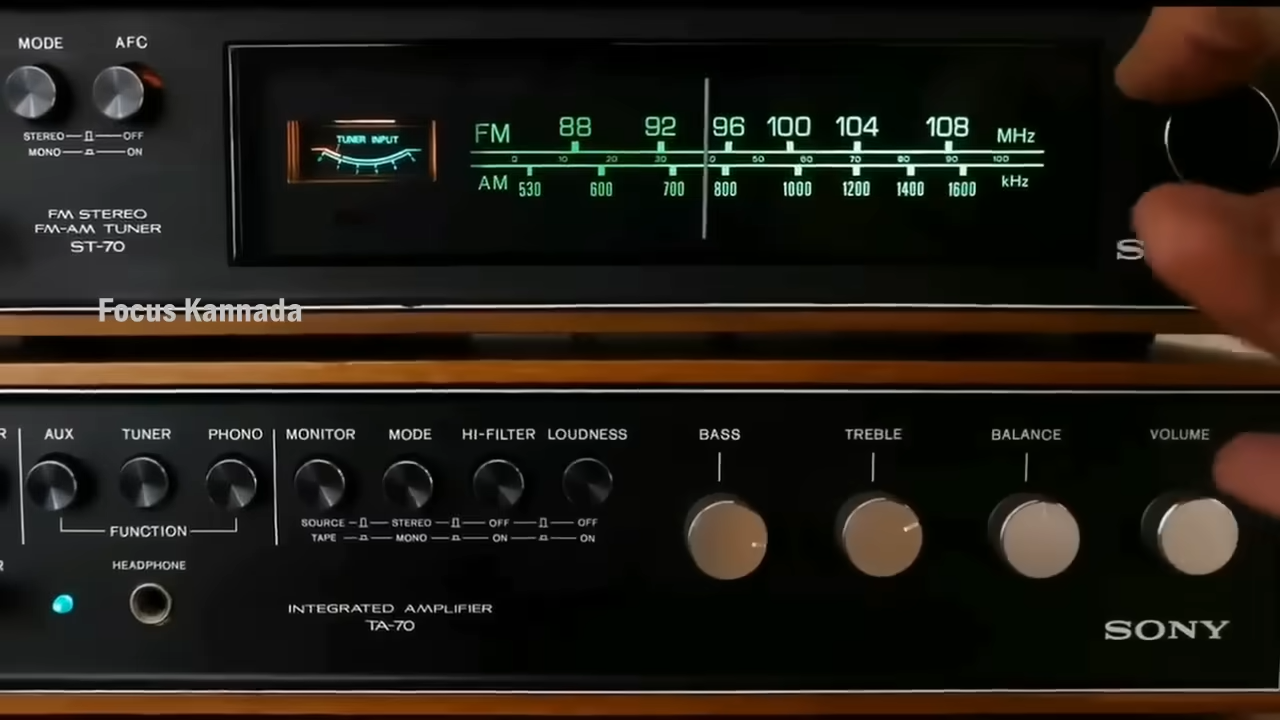 MODE AFC
STEREO OFF
MONO ON
FM STEREO
FM-AM TUNER
ST-70
TUNER INPUT
FM 88 92 96 100 104 108 MHz
0 10 20 30 0 50 60 70 80 90 100
AM 530 600 700 800 1000 1200 1400 1600 kHz
S
Focus Kannada
R AUX TUNER PHONO MONITOR MODE HI-FILTER LOUDNESS BASS TREBLE BALANCE VOLUME
SOURCE STEREO OFF OFF
TAPE MONO ON ON
FUNCTION
R HEADPHONE
INTEGRATED AMPLIFIER
TA-70
SONY